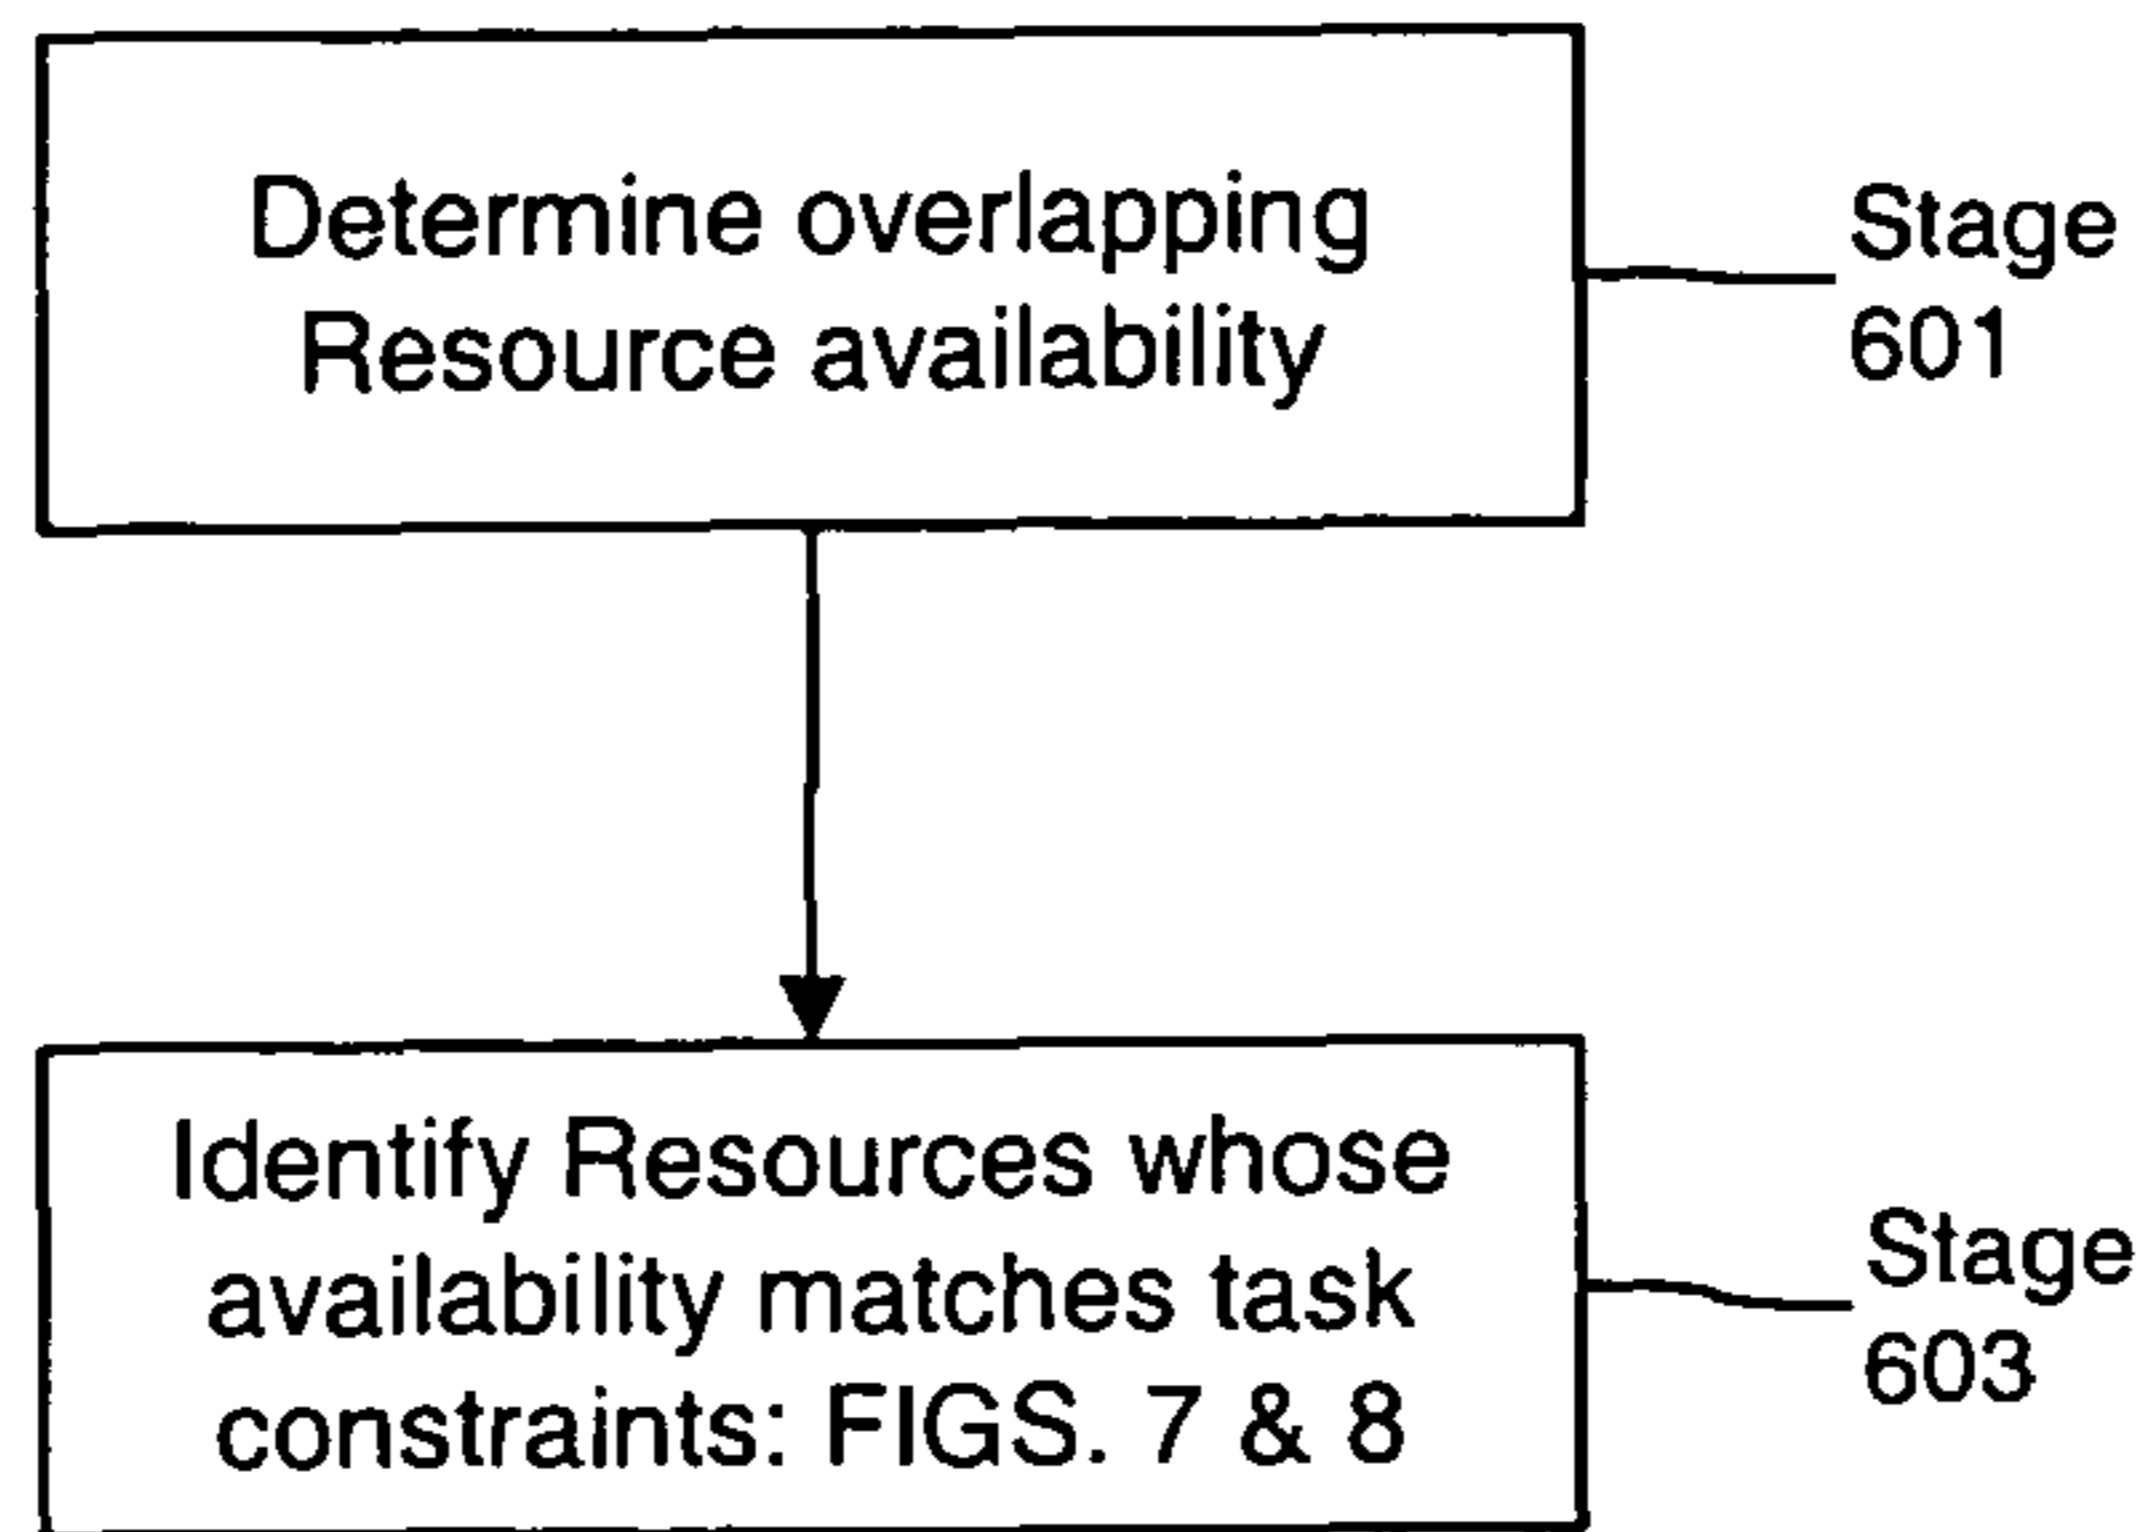 Determine overlapping
Resource availability
Stage
601
Identify Resources whose
availability matches task
constraints: FIGS. 7 & 8
Stage
603